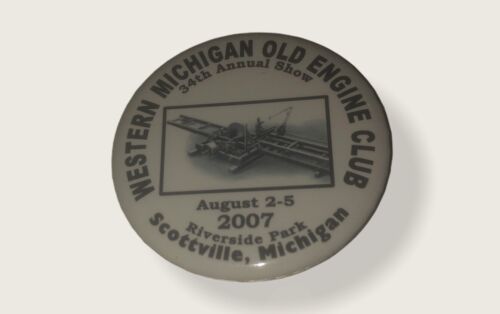 WESTERN MICHIGAN OLD ENGINE CLUB
34th Annual Show
August 2-5
2007
Riverside Park
Scottville, Michigan